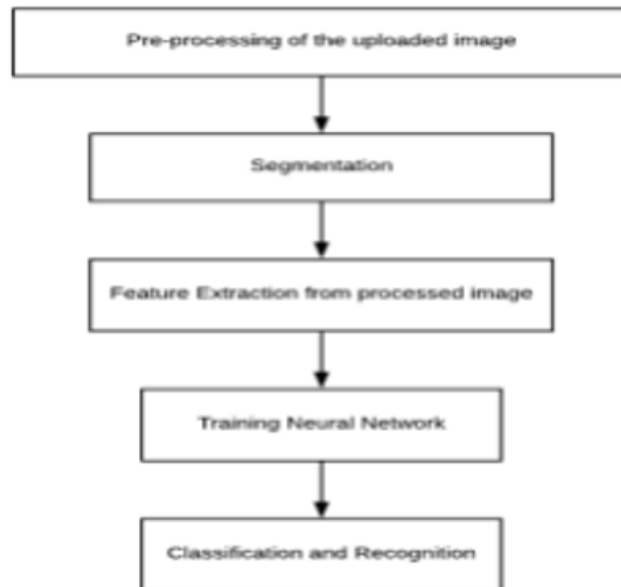 Pre-processing of the uploaded image
Segmentation
Feature Extraction from processed image
Training Neural Network
Classification and Recognition